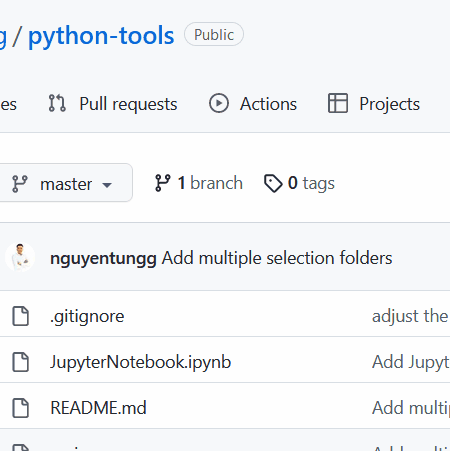 g / python-tools Public
es Pull requests Actions Projects
master 1 branch 0 tags
nguyentungg Add multiple selection folders
.gitignore adjust the
JupyterNotebook.ipynb Add Jupyt
README.md Add multip